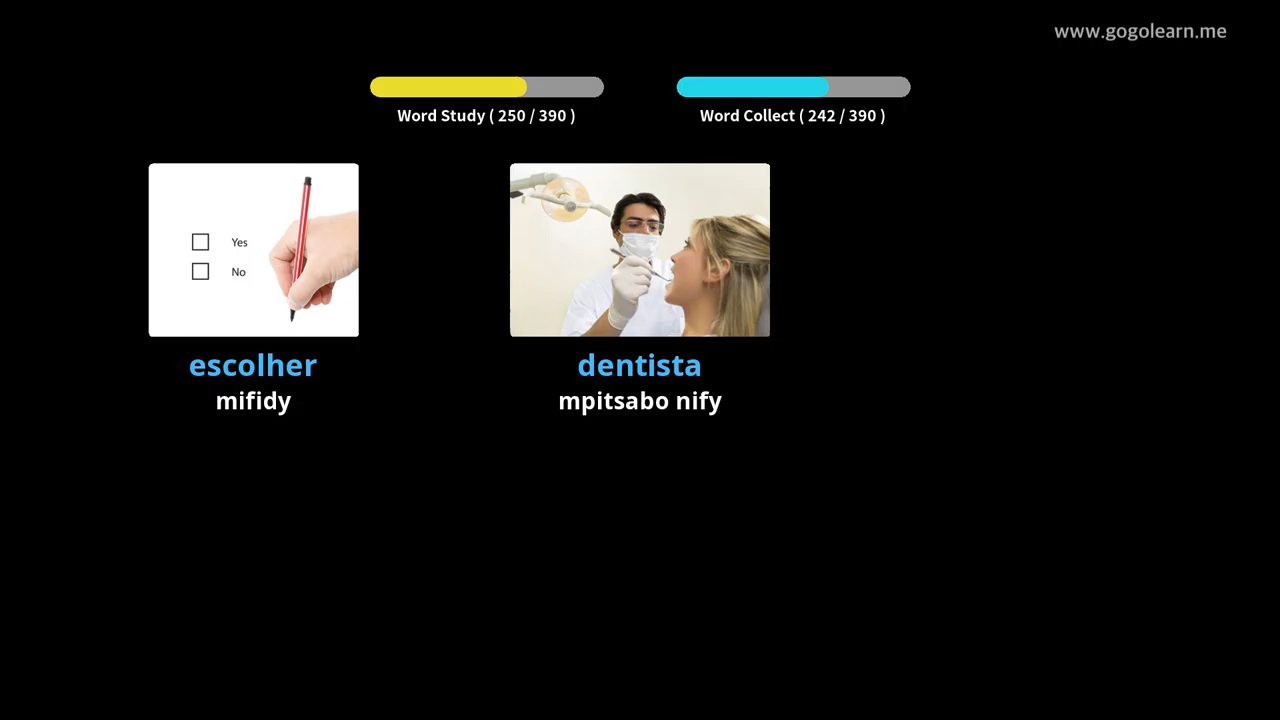 www.gogolearn.me
Word Study ( 250 / 390 )
Word Collect ( 242 / 390 )
Yes
No
escolher
mifidy
dentista
mpitsabo nify